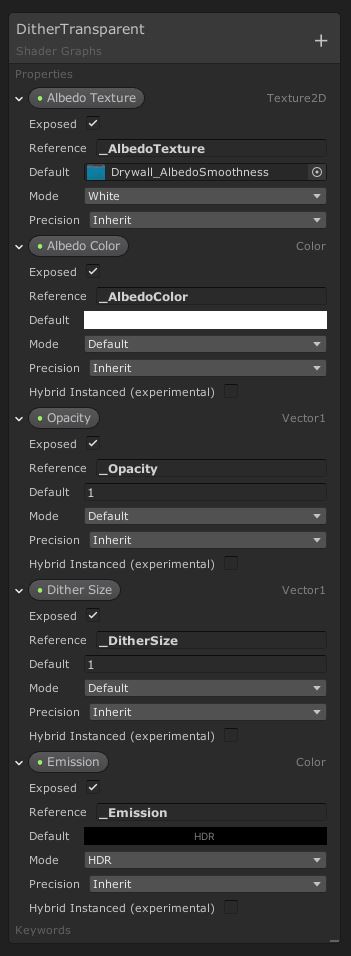 DitherTransparent
Shader Graphs
Properties
Albedo Texture Texture2D
Exposed
Reference _AlbedoTexture
Default Drywall_AlbedoSmoothness
Mode White
Precision Inherit
Albedo Color Color
Exposed
Reference _AlbedoColor
Default
Mode Default
Precision Inherit
Hybrid Instanced (experimental)
Opacity Vector1
Exposed
Reference _Opacity
Default 1
Mode Default
Precision Inherit
Hybrid Instanced (experimental)
Dither Size Vector1
Exposed
Reference _DitherSize
Default 1
Mode Default
Precision Inherit
Hybrid Instanced (experimental)
Emission Color
Exposed
Reference _Emission
Default HDR
Mode HDR
Precision Inherit
Hybrid Instanced (experimental)
Keywords